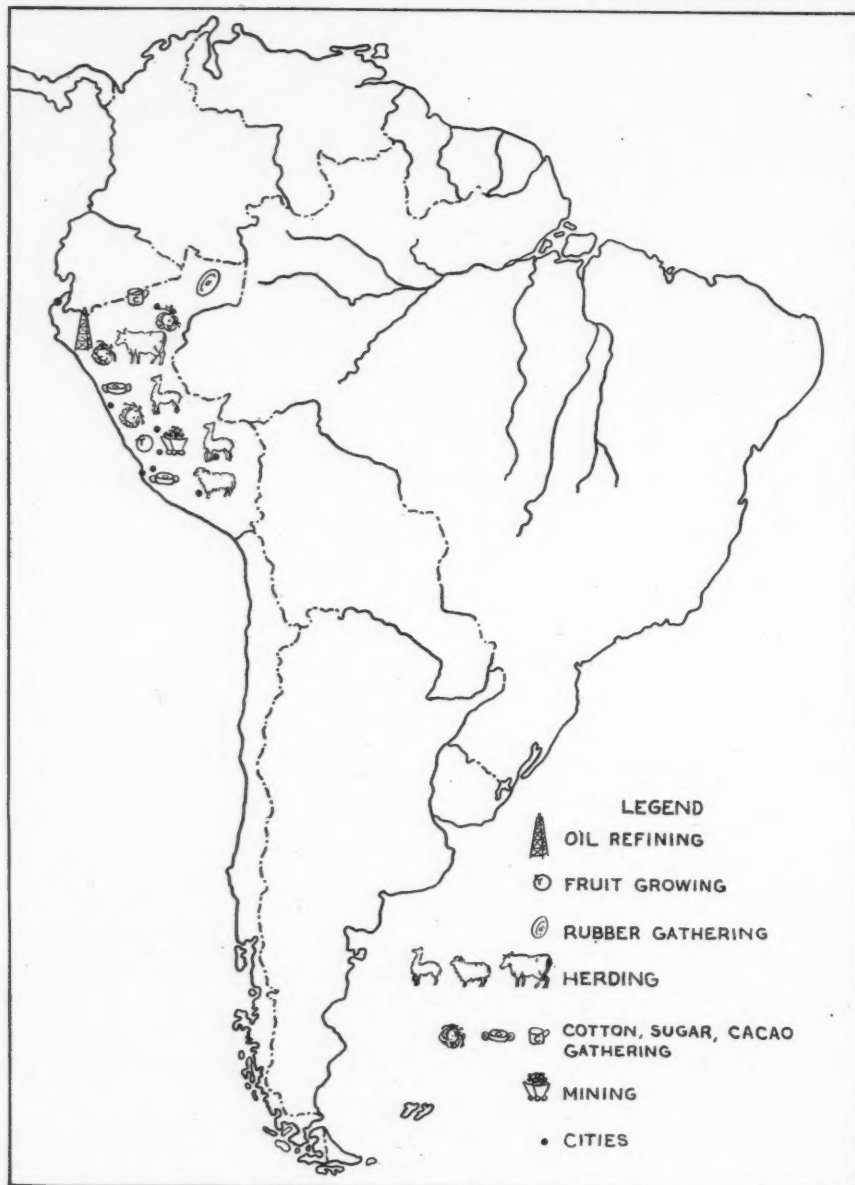 LEGEND
OIL REFINING
FRUIT GROWING
RUBBER GATHERING
HERDING
COTTON, SUGAR, CACAO
GATHERING
MINING
CITIES